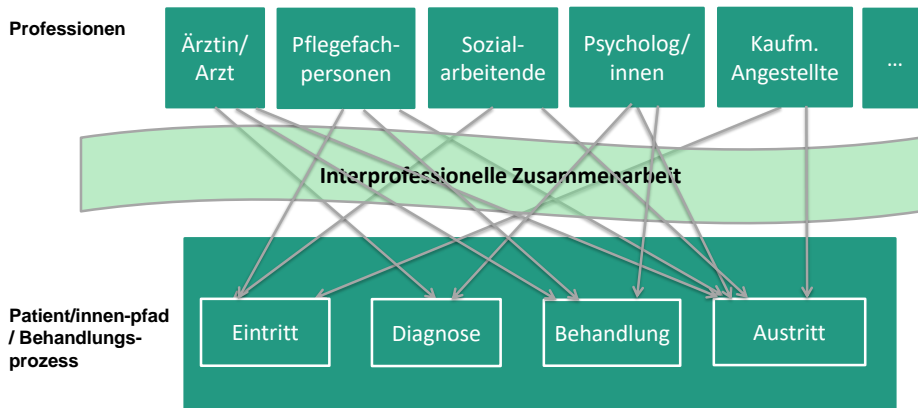 Professionen
Ärztin/
Arzt
Pflegefach-
personen
Sozial-
arbeitende
Psycholog/
innen
Kaufm.
Angestellte
...
Interprofessionelle Zusammenarbeit
Patient/innen-pfad
/ Behandlungs-
prozess
Eintritt
Diagnose
Behandlung
Austritt